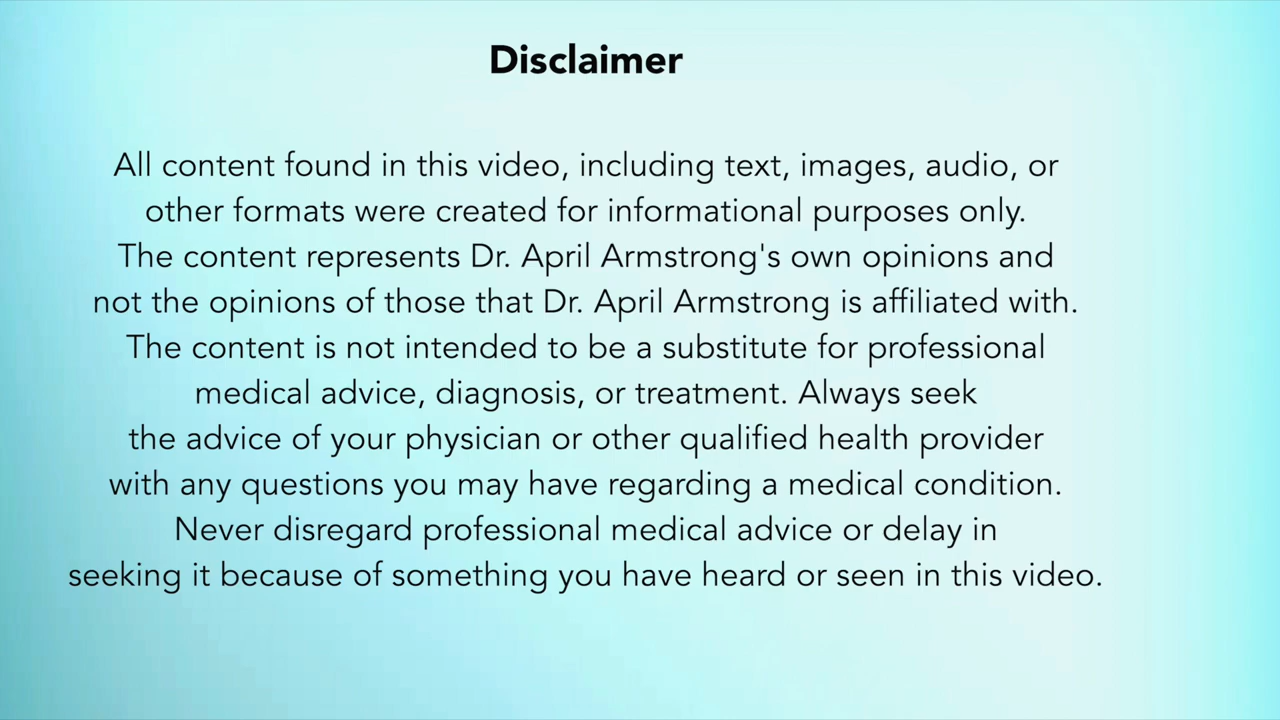 Disclaimer
All content found in this video, including text, images, audio, or
other formats were created for informational purposes only.
The content represents Dr. April Armstrong's own opinions and
not the opinions of those that Dr. April Armstrong is affiliated with.
The content is not intended to be a substitute for professional
medical advice, diagnosis, or treatment. Always seek
the advice of your physician or other qualified health provider
with any questions you may have regarding a medical condition.
Never disregard professional medical advice or delay in
seeking it because of something you have heard or seen in this video.